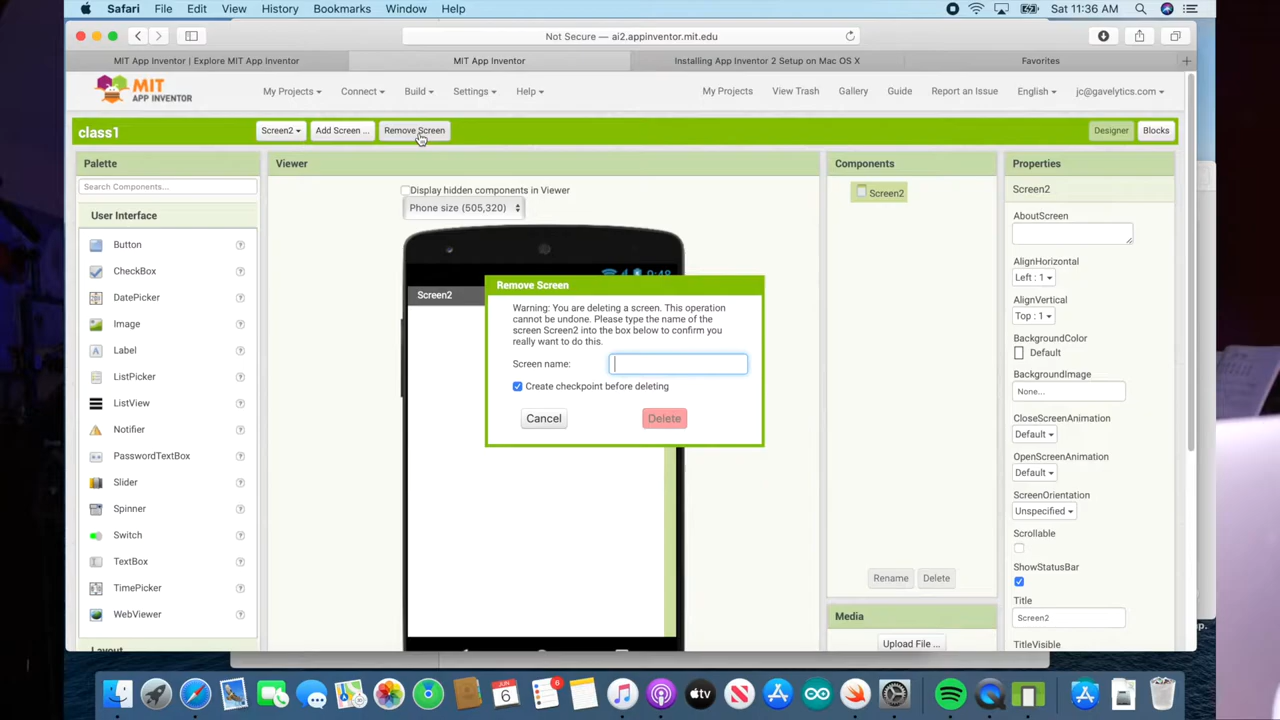 Safari File Edit View History Bookmarks Window Help Sat 11:36 AM
Not Secure — ai2.appinventor.mit.edu
MIT App Inventor | Explore MIT App Inventor MIT App Inventor Installing App Inventor 2 Setup on Mac OS X Favorites
MIT
APP INVENTOR
My Projects Connect Build Settings Help My Projects View Trash Gallery Guide Report an Issue English jc@gavelytics.com
class1 Screen2 Add Screen ... Remove Screen Designer Blocks
Palette
Search Components...
User Interface
Button
CheckBox
DatePicker
Image
Label
ListPicker
ListView
Notifier
PasswordTextBox
Slider
Spinner
Switch
TextBox
TimePicker
WebViewer
Layout
Viewer
Display hidden components in Viewer
Phone size (505,320)
9:48
Screen2
Remove Screen
Warning: You are deleting a screen. This operation
cannot be undone. Please type the name of the
screen Screen2 into the box below to confirm you
really want to do this.
Screen name:
Create checkpoint before deleting
Cancel Delete
Components
Screen2
Rename Delete
Media
Upload File ...
Properties
Screen2
AboutScreen
AlignHorizontal
Left : 1
AlignVertical
Top : 1
BackgroundColor
Default
BackgroundImage
None...
CloseScreenAnimation
Default
OpenScreenAnimation
Default
ScreenOrientation
Unspecified
Scrollable
ShowStatusBar
Title
Screen2
TitleVisible
JUN
6